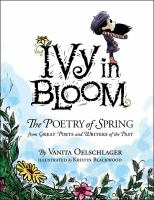 IVY in
BLOOM
The POETRY of SPRING
from GREAT POETS and WRITERS of the PAST
By VANITA OELSCHLAGER
ILLUSTRATED by KRISTIN BLACKWOOD